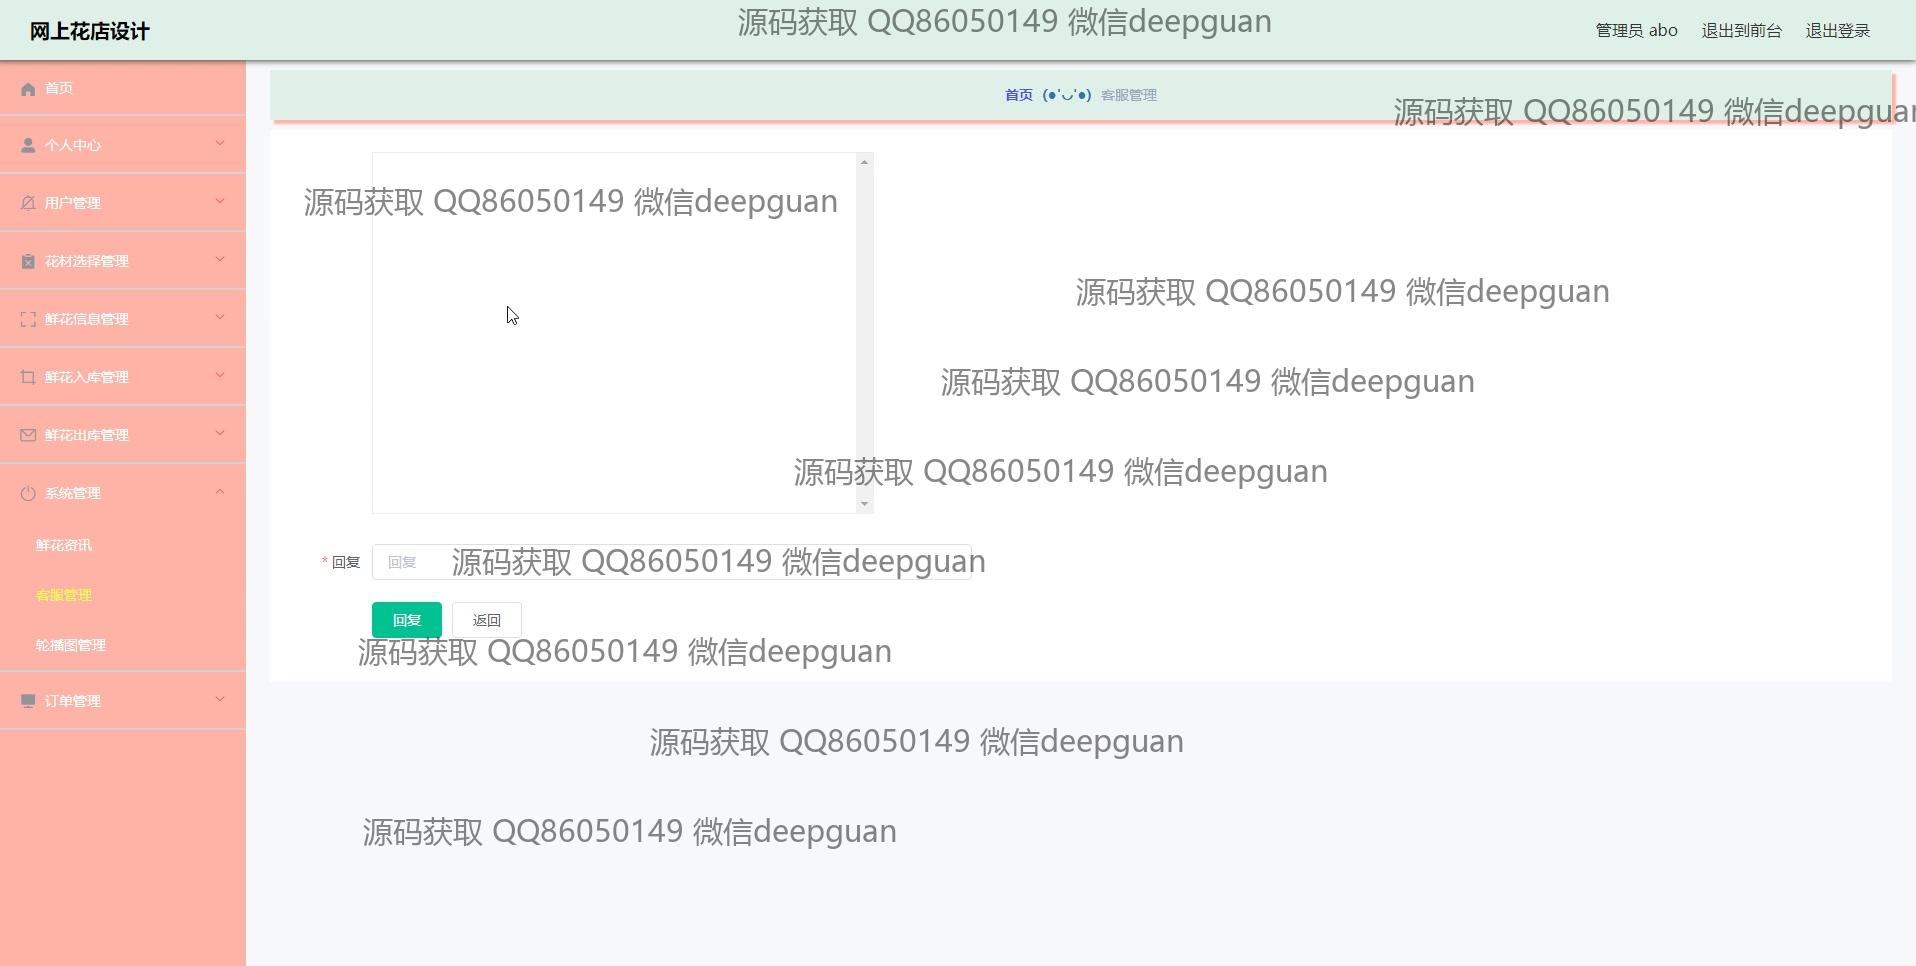 网上花店设计
源码获取 QQ86050149 微信deepguan
管理员 abo
退出到前台
退出登录
首页
首页 (●'◡'●) 客服管理
源码获取 QQ86050149 微信deepguan
个人中心
用户管理
源码获取 QQ86050149 微信deepguan
花材选择管理
源码获取 QQ86050149 微信deepguan
鲜花信息管理
鲜花入库管理
源码获取 QQ86050149 微信deepguan
鲜花出库管理
源码获取 QQ86050149 微信deepguan
系统管理
鲜花资讯
* 回复
回复
源码获取 QQ86050149 微信deepguan
客服管理
回复
返回
轮播图管理
源码获取 QQ86050149 微信deepguan
订单管理
源码获取 QQ86050149 微信deepguan
源码获取 QQ86050149 微信deepguan